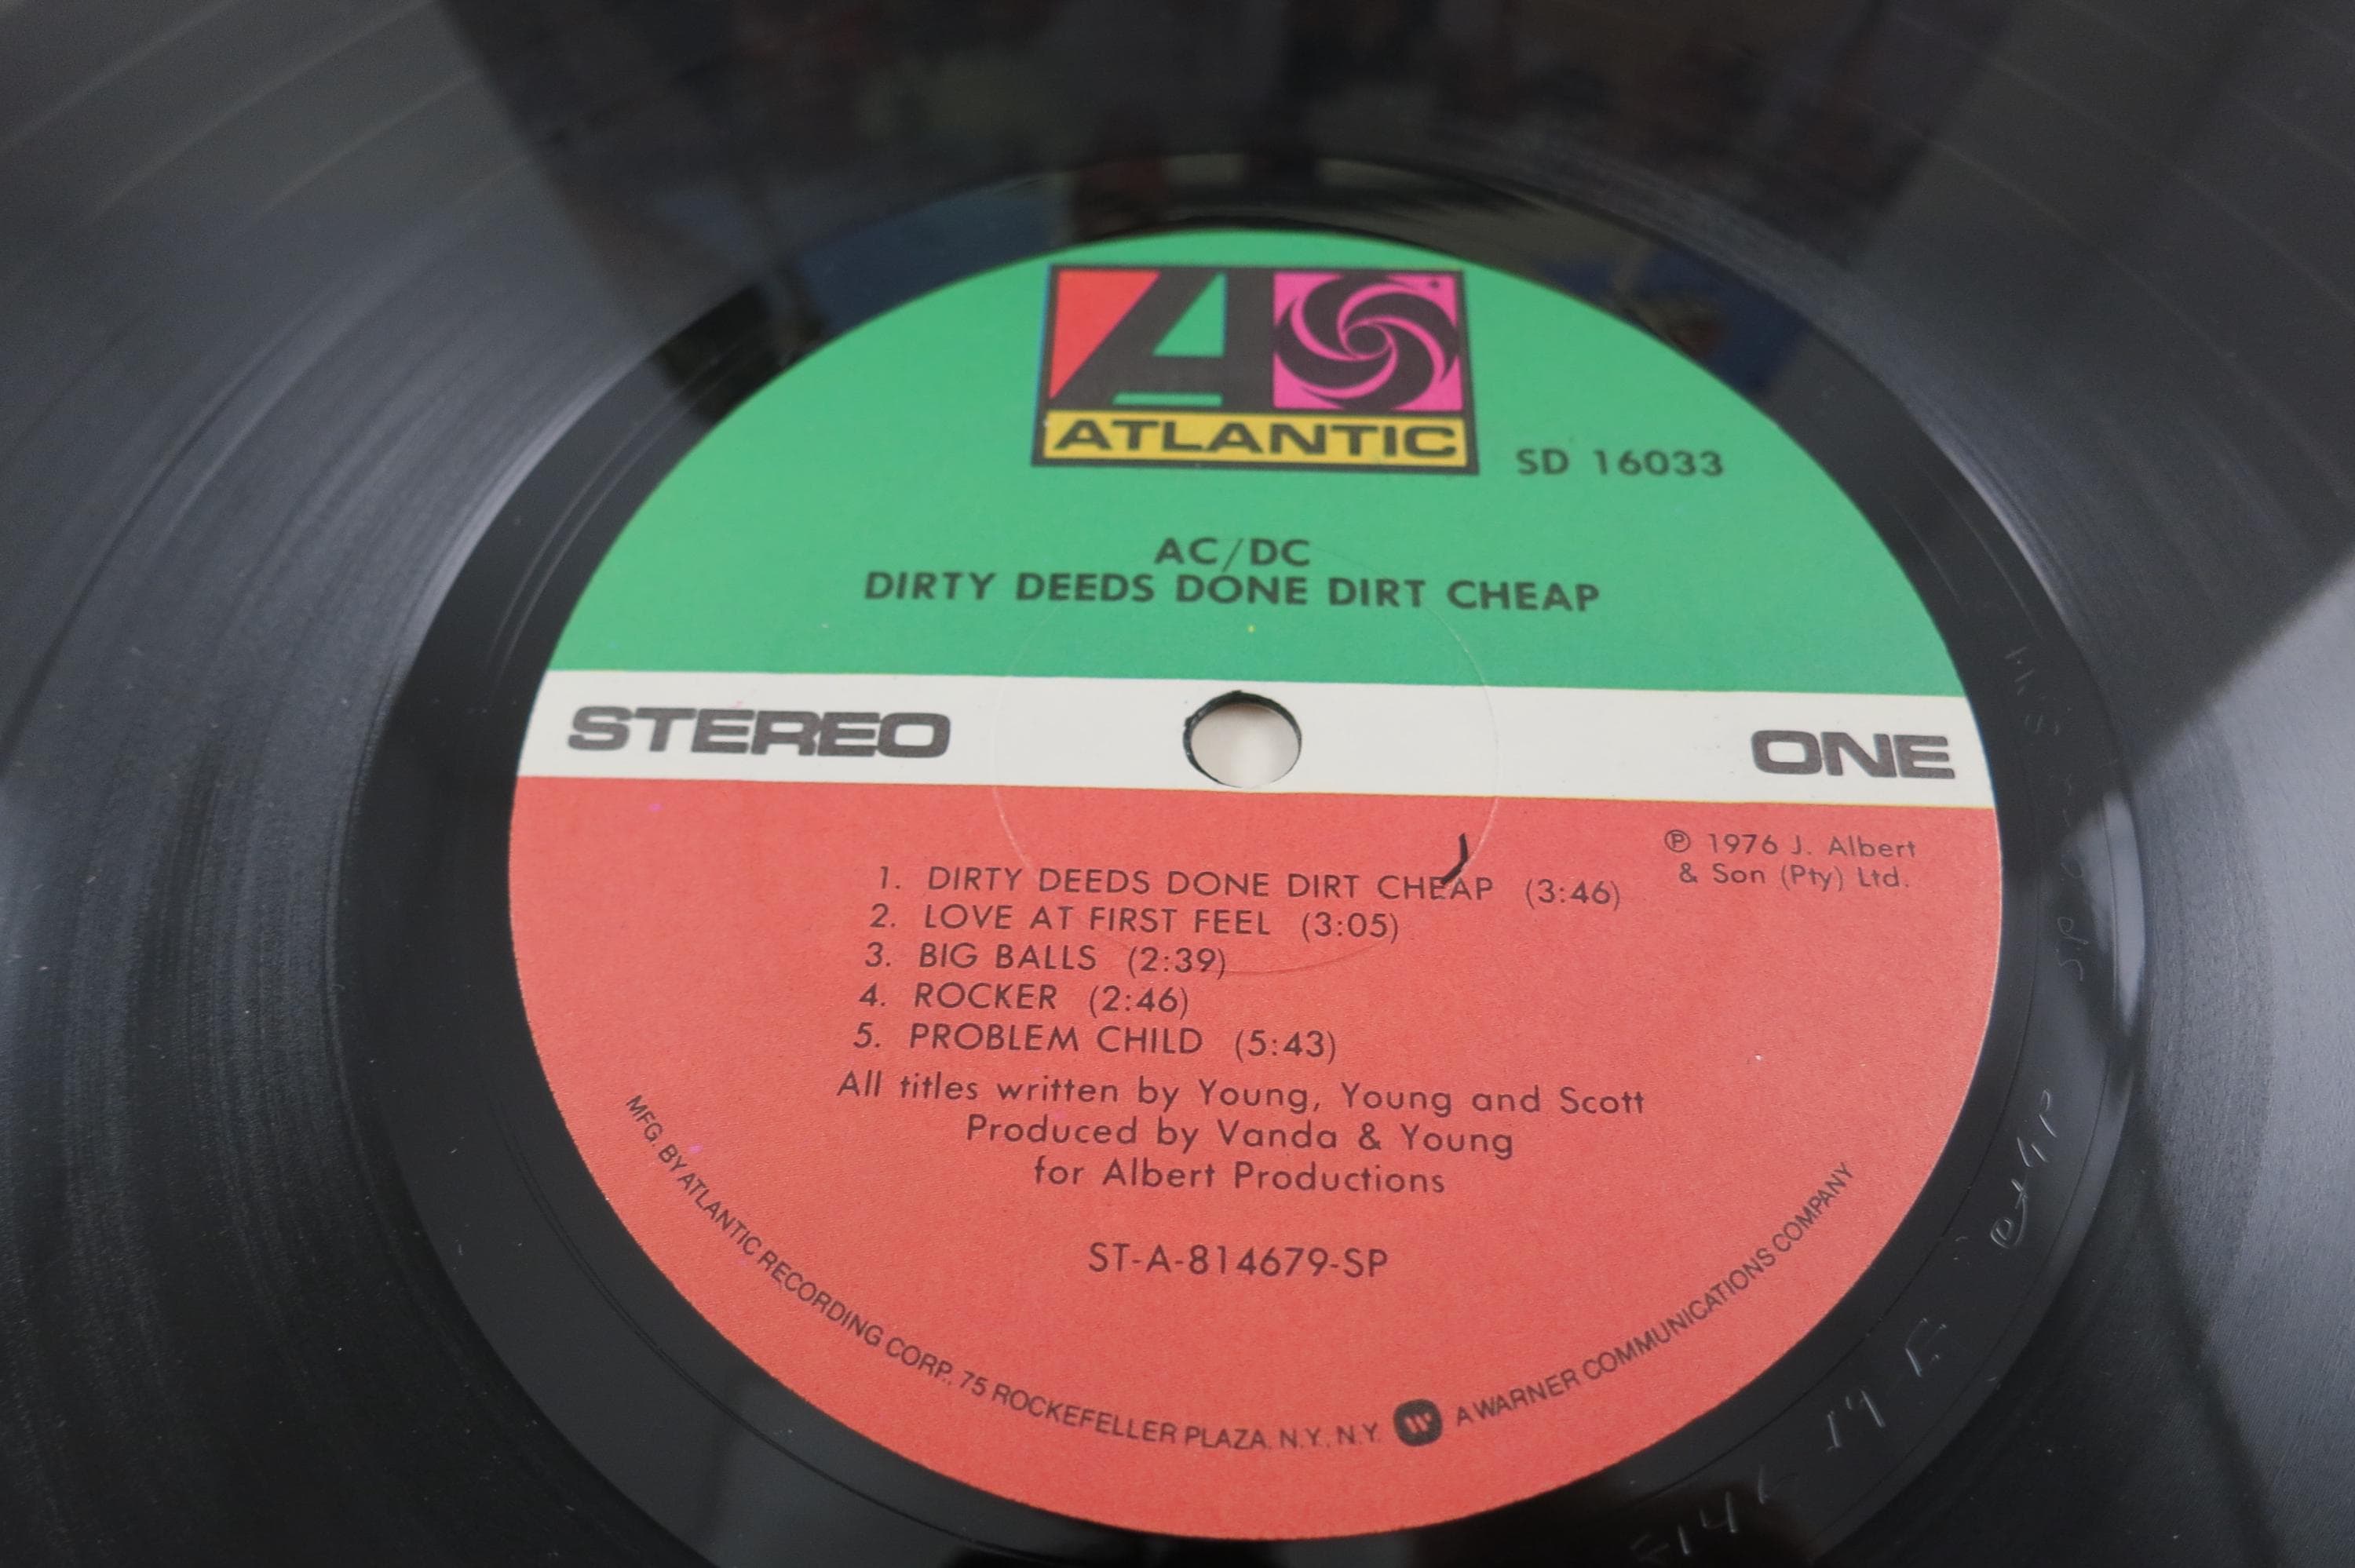 ATLANTIC
SD 16033
AC/DC
DIRTY DEEDS DONE DIRT CHEAP
STEREO
ONE
℗ 1976 J. Albert
& Son (Pty) Ltd.
1. DIRTY DEEDS DONE DIRT CHEAP (3:46)
2. LOVE AT FIRST FEEL (3:05)
3. BIG BALLS (2:39)
4. ROCKER (2:46)
5. PROBLEM CHILD (5:43)
All titles written by Young, Young and Scott
Produced by Vanda & Young
for Albert Productions
ST-A-814679-SP
MFG. BY ATLANTIC RECORDING CORP., 75 ROCKEFELLER PLAZA, N.Y., N.Y. A WARNER COMMUNICATIONS COMPANY